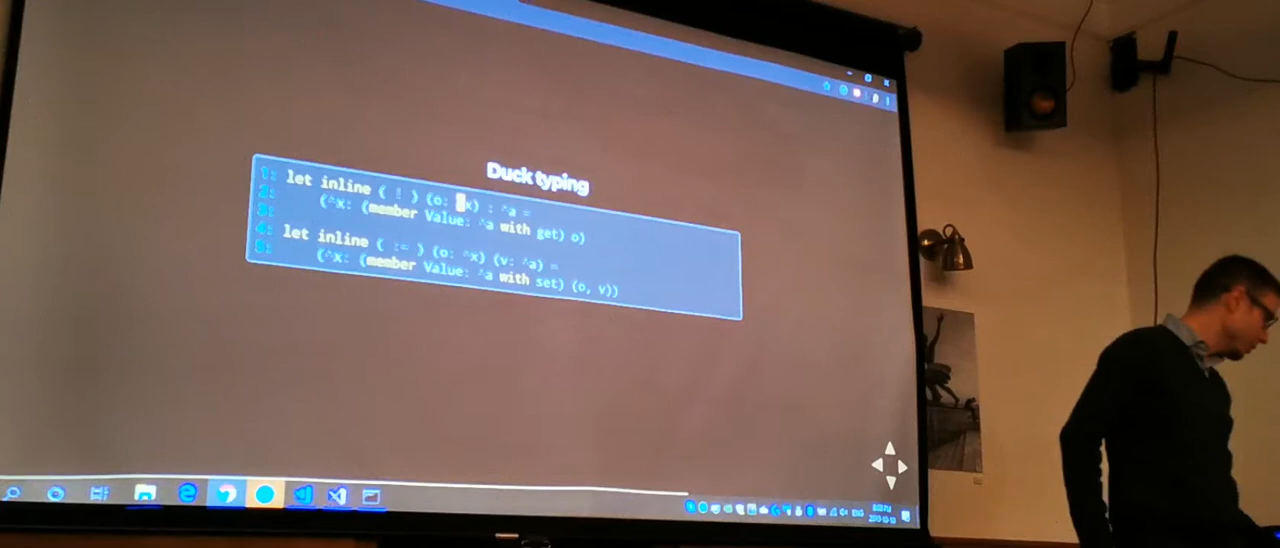 Duck typing
1: let inline ( ! ) (o: ^x) : ^a =
2: (^x: (member Value: ^a with get) o)
3:
4: let inline ( := ) (o: ^x) (v: ^a) =
5: (^x: (member Value: ^a with set) (o, v))
ENG